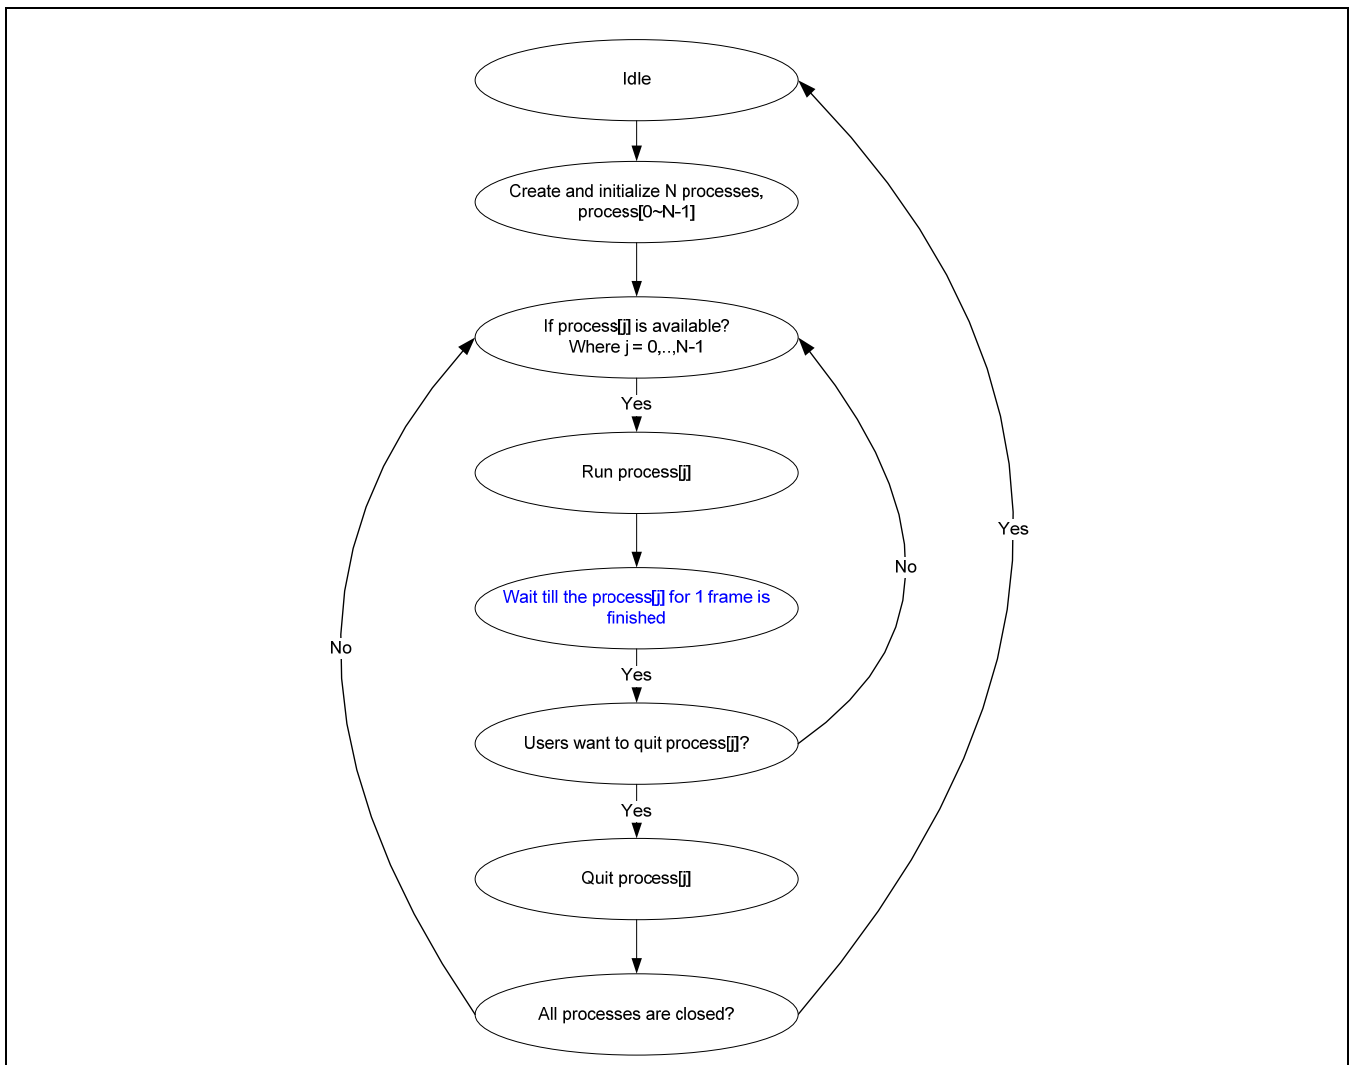 Idle
Create and initialize N processes,
process[0~N-1]
If process[j] is available?
Where j = 0,..,N-1
Yes
Run process[j]
Yes
No
Wait till the process[j] for 1 frame is
finished
No
Yes
Users want to quit process[j]?
Yes
Quit process[j]
All processes are closed?